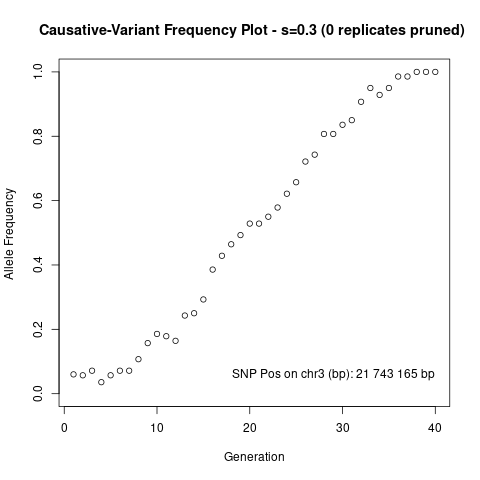 Causative-Variant Frequency Plot - s=0.3 (0 replicates pruned)
1.0
0.8
0.6
0.4
0.2
0.0
Allele Frequency
SNP Pos on chr3 (bp): 21 743 165 bp
0 10 20 30 40
Generation